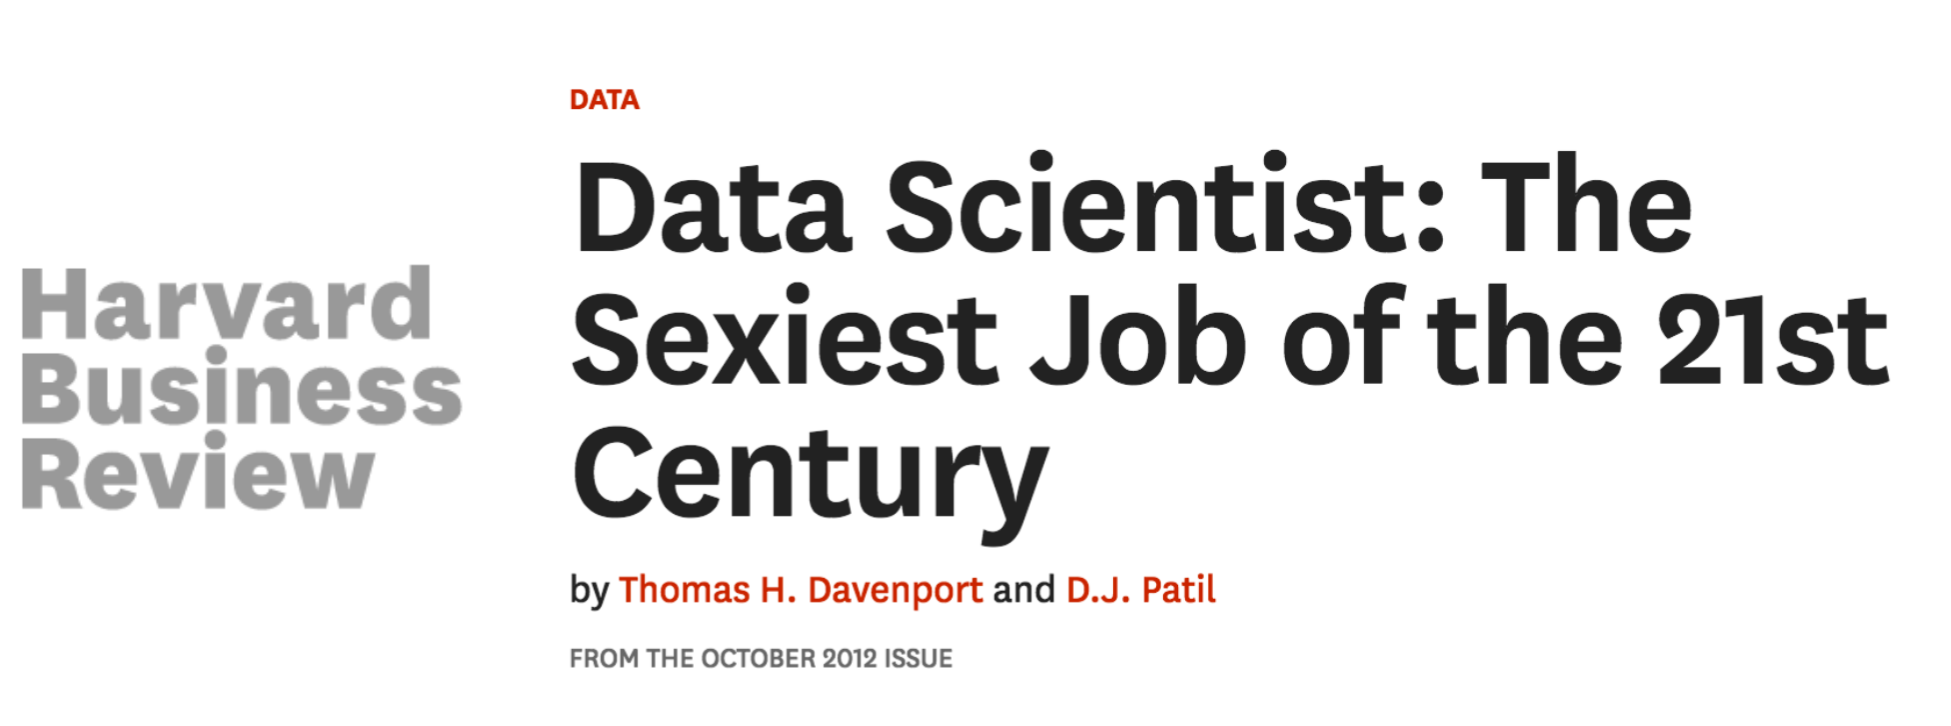 Harvard
Business
Review
DATA
Data Scientist: The
Sexiest Job of the 21st
Century
by Thomas H. Davenport and D.J. Patil
FROM THE OCTOBER 2012 ISSUE